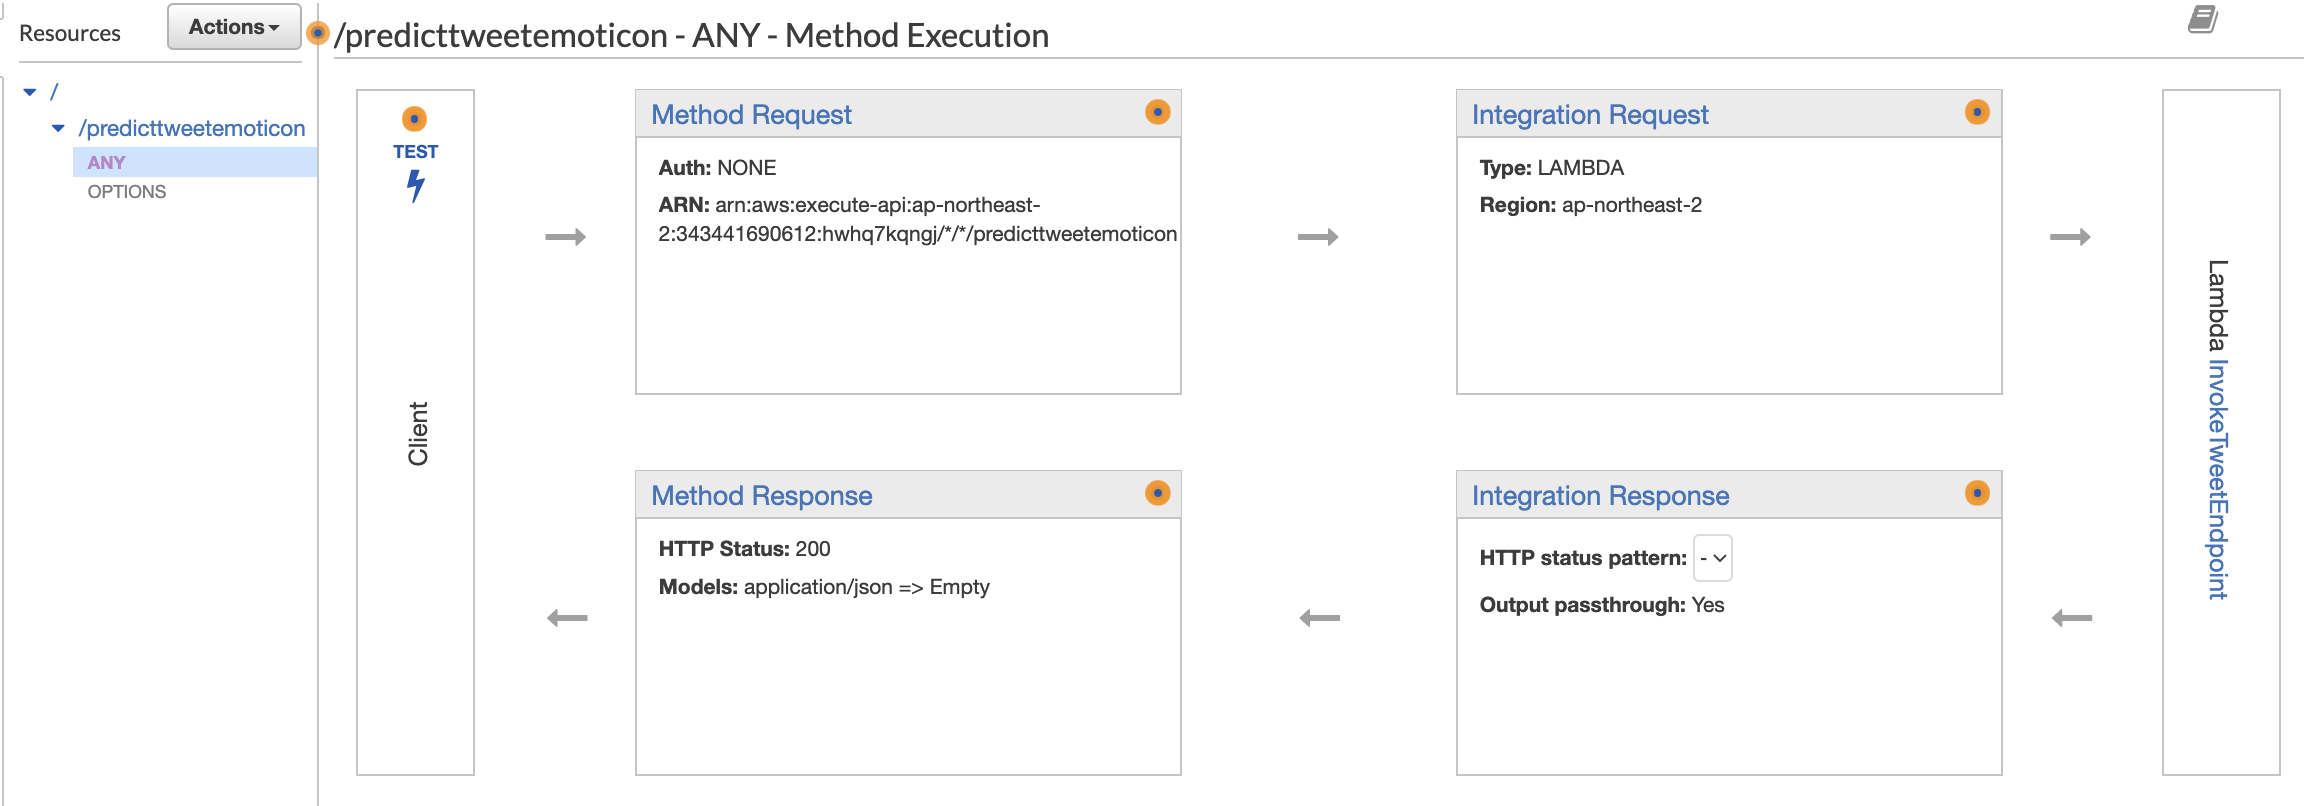 Resources
Actions
/predicttweetemoticon - ANY - Method Execution
/
/predicttweetemoticon
ANY
OPTIONS
TEST
Client
Method Request
Auth: NONE
ARN: arn:aws:execute-api:ap-northeast-
2:343441690612:hwhq7kqngj/*/*/predicttweetemoticon
Integration Request
Type: LAMBDA
Region: ap-northeast-2
Lambda InvokeTweetEndpoint
Method Response
HTTP Status: 200
Models: application/json => Empty
Integration Response
HTTP status pattern: -
Output passthrough: Yes